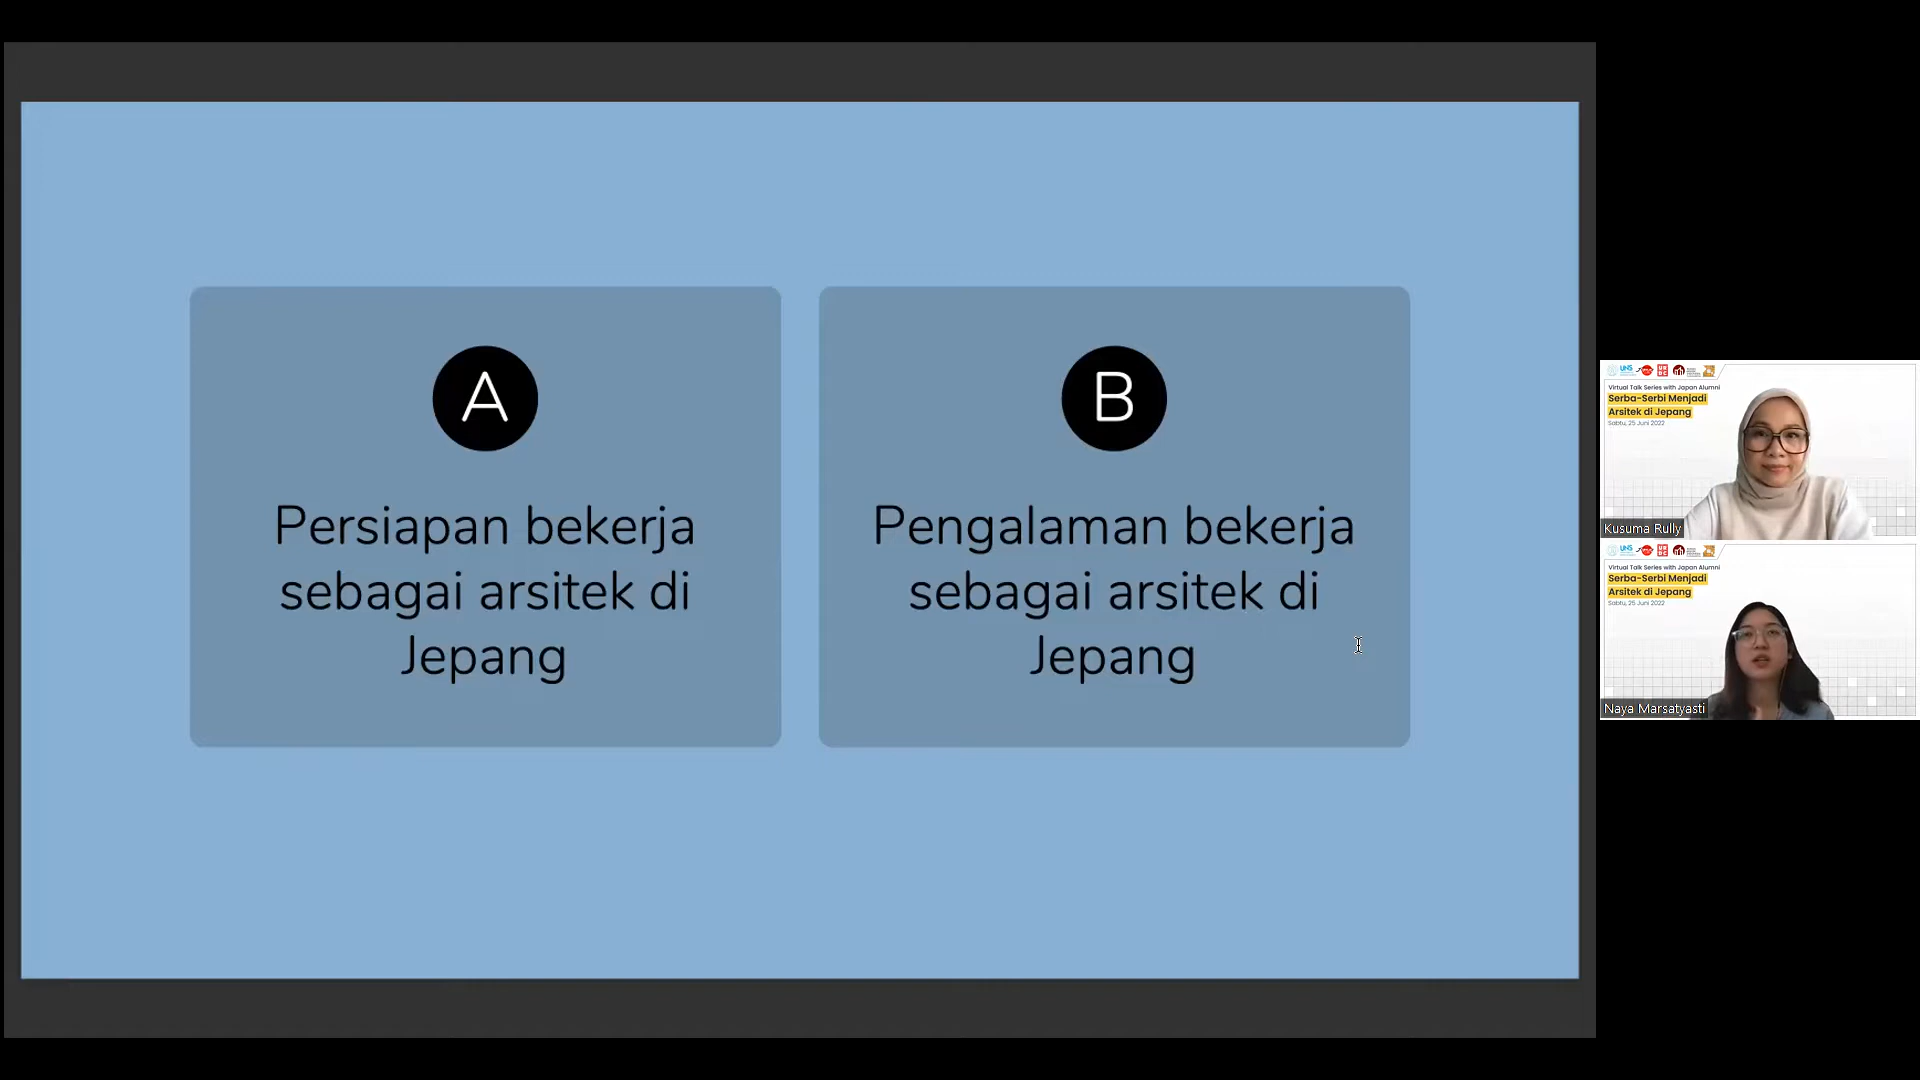 A
Persiapan bekerja
sebagai arsitek di
Jepang
B
Pengalaman bekerja
sebagai arsitek di
Jepang
UNS
Virtual Talk Series with Japan Alumni
Serba-Serbi Menjadi
Arsitek di Jepang
Sabtu, 25 Juni 2022
Kusuma Rully
UNS
Virtual Talk Series with Japan Alumni
Serba-Serbi Menjadi
Arsitek di Jepang
Sabtu, 25 Juni 2022
Naya Marsatyasti